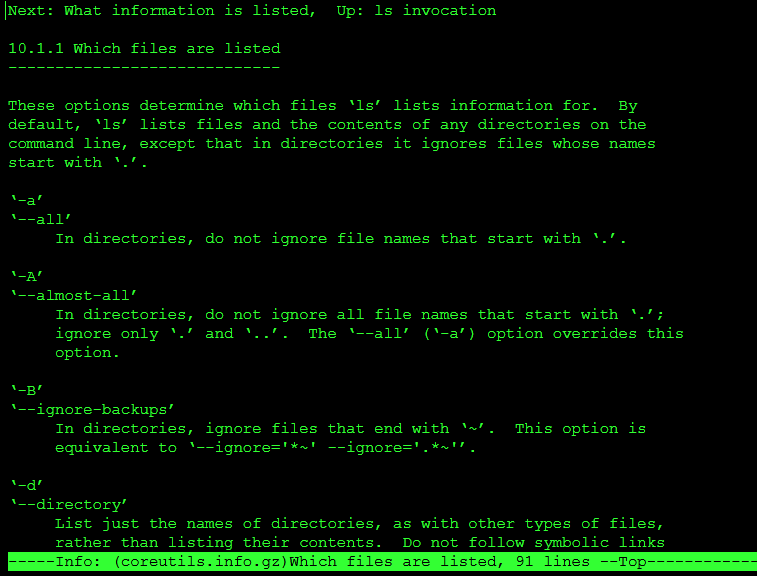 Next: What information is listed,  Up: ls invocation
10.1.1 Which files are listed
-----------------------------
These options determine which files ‘ls’ lists information for.  By
default, ‘ls’ lists files and the contents of any directories on the
command line, except that in directories it ignores files whose names
start with ‘.’.
‘-a’
‘--all’
     In directories, do not ignore file names that start with ‘.’.
‘-A’
‘--almost-all’
     In directories, do not ignore all file names that start with ‘.’;
     ignore only ‘.’ and ‘..’.  The ‘--all’ (‘-a’) option overrides this
     option.
‘-B’
‘--ignore-backups’
     In directories, ignore files that end with ‘~’.  This option is
     equivalent to ‘--ignore='*~' --ignore='.*~'’.
‘-d’
‘--directory’
     List just the names of directories, as with other types of files,
     rather than listing their contents.  Do not follow symbolic links
-----Info: (coreutils.info.gz)Which files are listed, 91 lines --Top------------